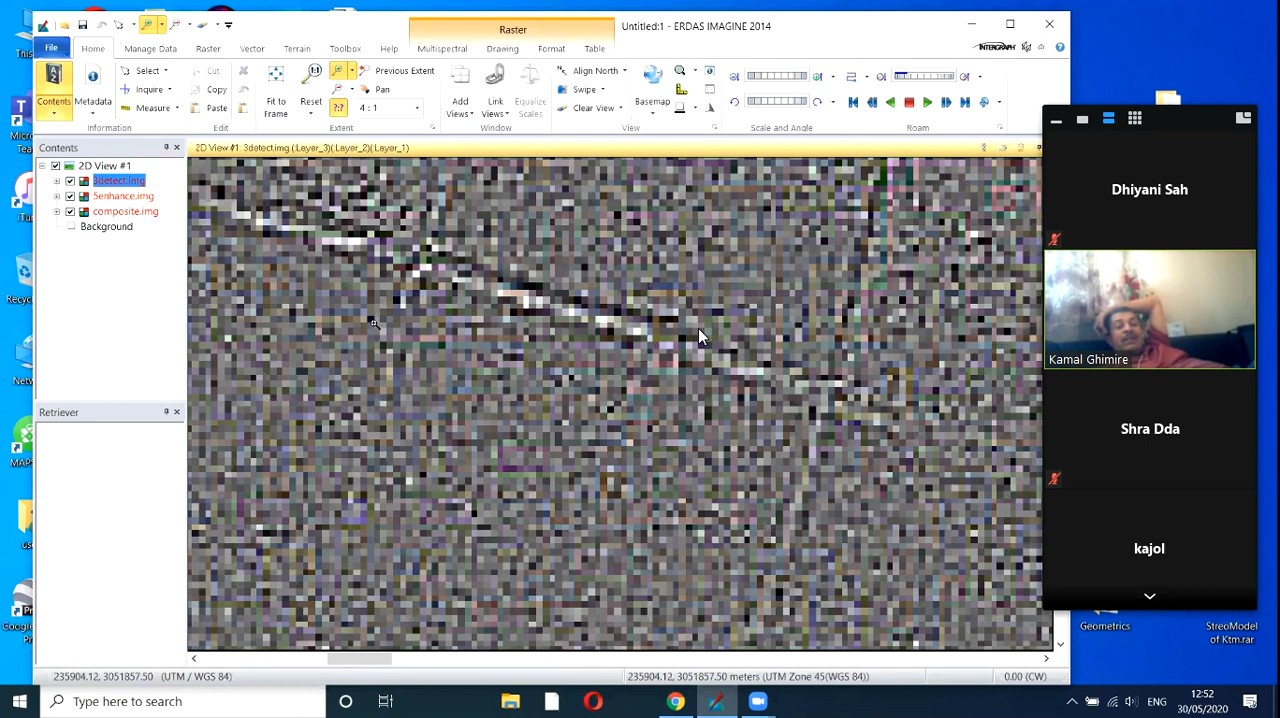 Raster
Untitled:1 - ERDAS IMAGINE 2014
File
Home
Manage Data
Raster
Vector
Terrain
Toolbox
Help
Multispectral
Drawing
Format
Table
INTERGRAPH
Contents
Metadata
Select
Inquire
Measure
Information
Cut
Copy
Paste
Edit
Fit to
Frame
Reset
Previous Extent
Pan
4 : 1
Extent
Add
Views
Link
Views
Equalize
Scales
Window
Align North
Swipe
Clear View
Basemap
View
Scale and Angle
Roam
Contents
2D View #1
3detect.img
5enhance.img
composite.img
Background
2D View #1: 3detect.img (:Layer_3)(:Layer_2)(:Layer_1)
Retriever
235904.12, 3051857.50 (UTM / WGS 84)
235904.12, 3051857.50 meters (UTM Zone 45(WGS 84))
0.00 (CW)
Dhiyani Sah
Kamal Ghimire
Shra Dda
kajol
Geometrics
StreoModel
of Ktm.rar
Type here to search
ENG
12:52
30/05/2020